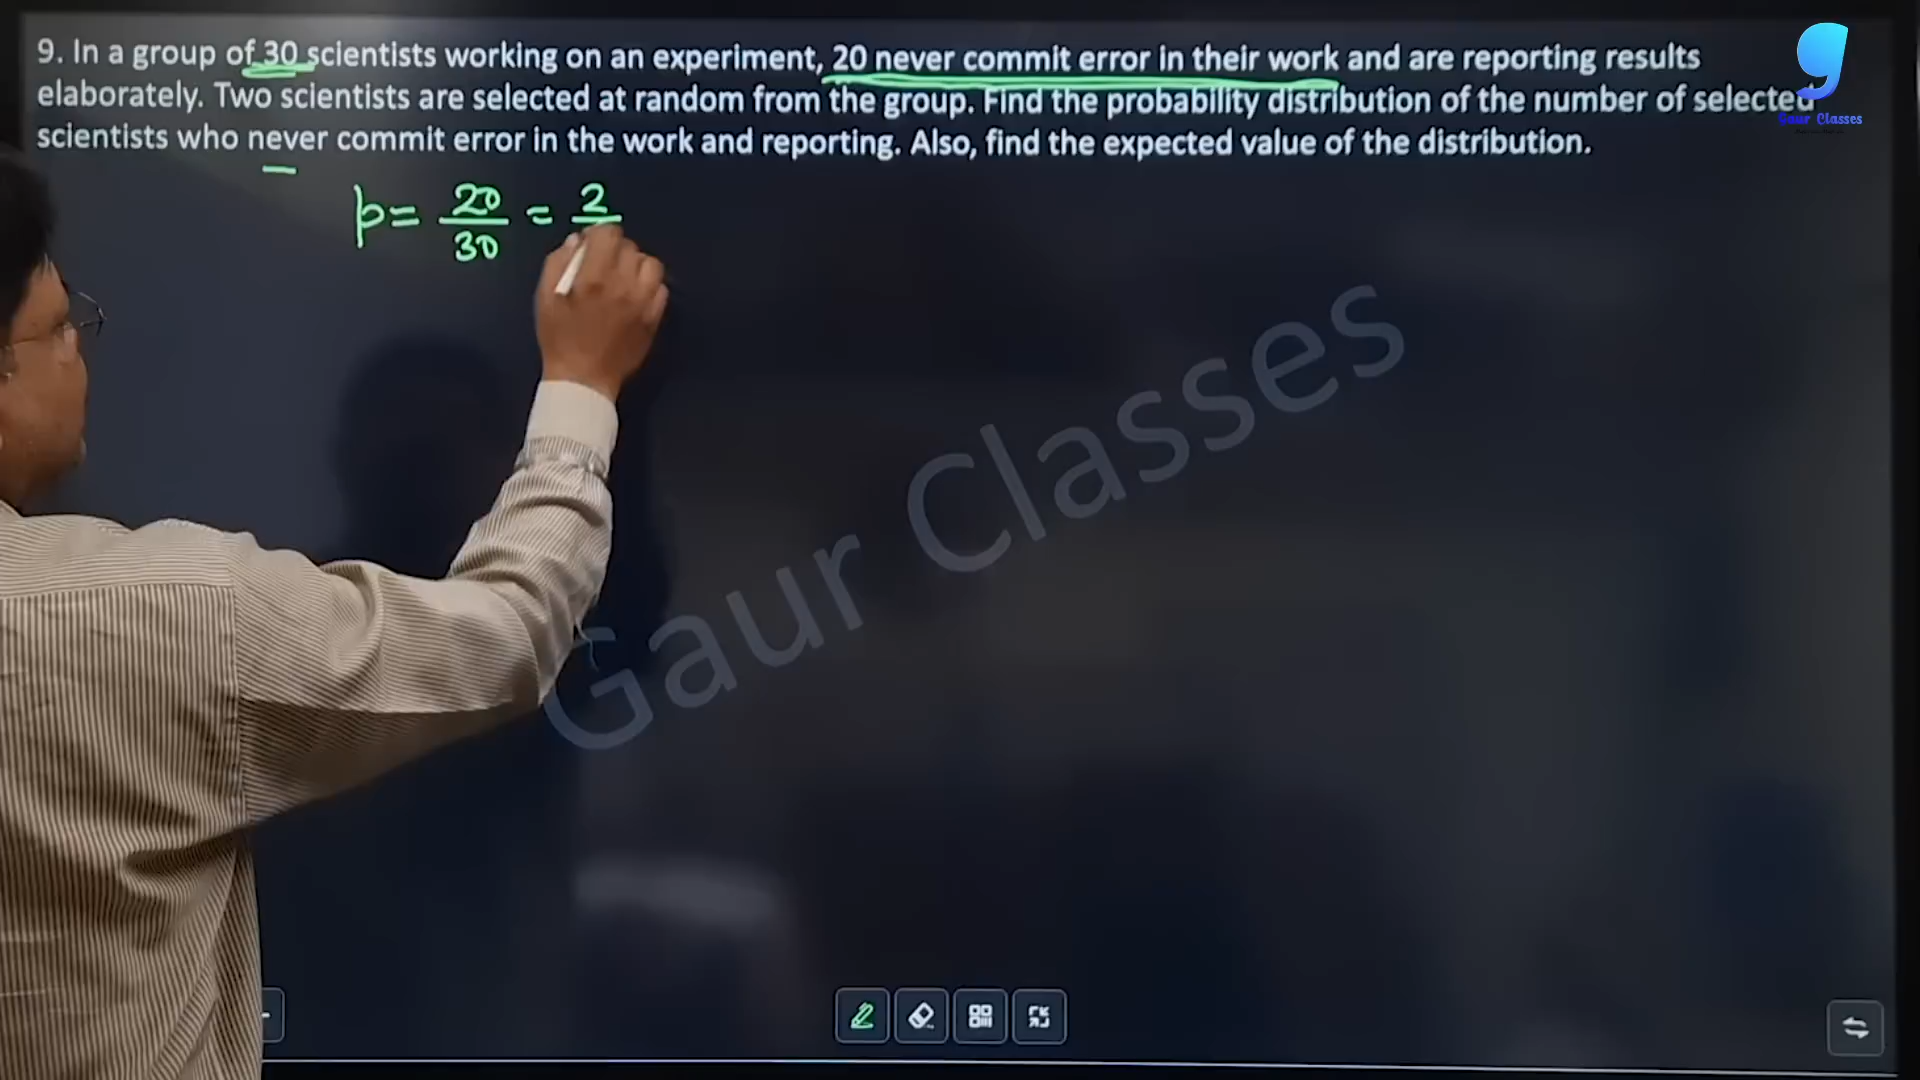 9. In a group of 30 scientists working on an experiment, 20 never commit error in their work and are reporting results
elaborately. Two scientists are selected at random from the group. Find the probability distribution of the number of selected
scientists who never commit error in the work and reporting. Also, find the expected value of the distribution.
g
Gaur Classes
p = 20/30 = 2
Gaur Classes